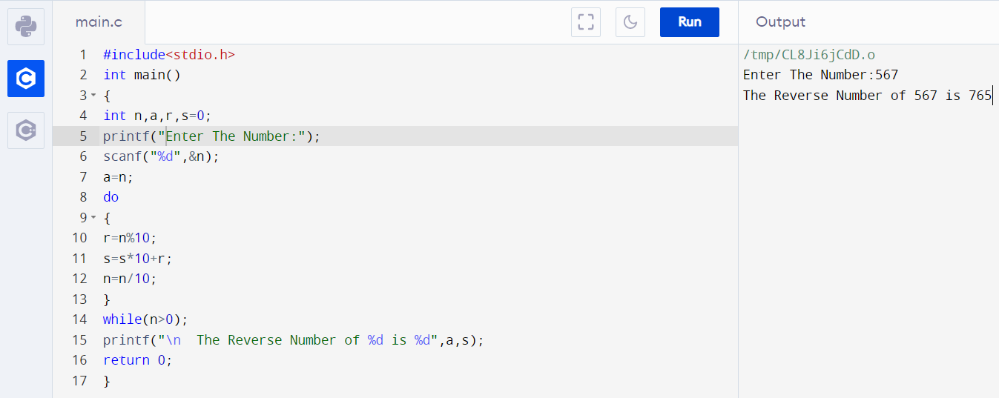 main.c
Run
Output
1 #include<stdio.h>
2 int main()
3 {
4 int n,a,r,s=0;
5 printf("Enter The Number:");
6 scanf("%d",&n);
7 a=n;
8 do
9 {
10 r=n%10;
11 s=s*10+r;
12 n=n/10;
13 }
14 while(n>0);
15 printf("\n  The Reverse Number of %d is %d",a,s);
16 return 0;
17 }
/tmp/CL8Ji6jCdD.o
Enter The Number:567
The Reverse Number of 567 is 765